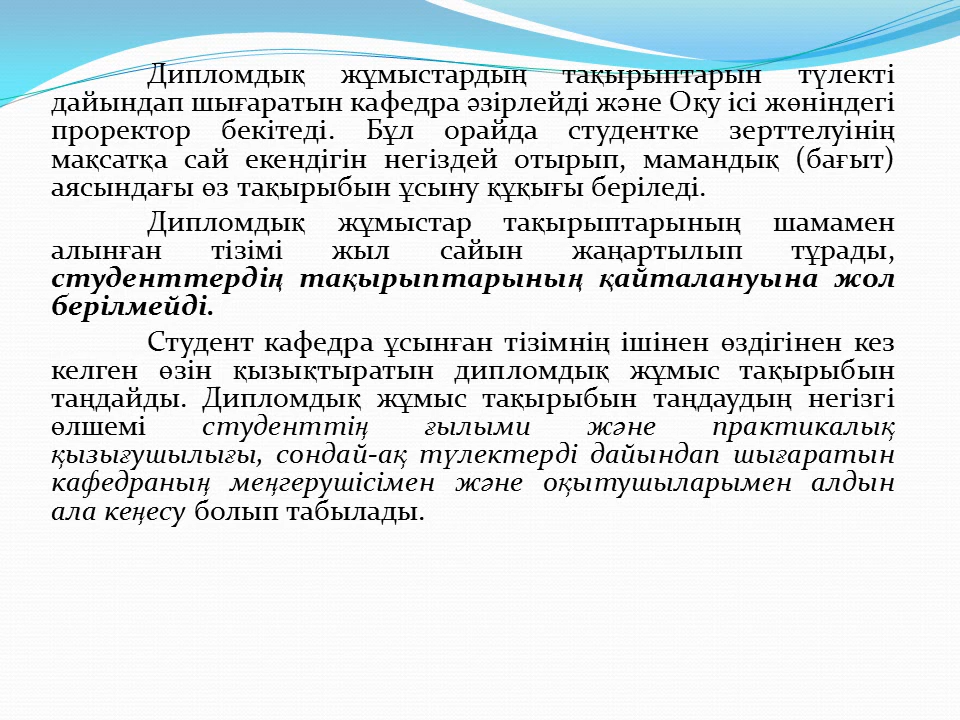 Дипломдық жұмыстардың тақырыптарын түлекті
дайындап шығаратын кафедра әзірлейді және Оқу ісі жөніндегі
проректор бекітеді. Бұл орайда студентке зерттелуінің
мақсатқа сай екендігін негіздей отырып, мамандық (бағыт)
аясындағы өз тақырыбын ұсыну құқығы беріледі.
Дипломдық жұмыстар тақырыптарының шамамен
алынған тізімі жыл сайын жаңартылып тұрады,
студенттердің тақырыптарының қайталануына жол
берілмейді.
Студент кафедра ұсынған тізімнің ішінен өздігінен кез
келген өзін қызықтыратын дипломдық жұмыс тақырыбын
таңдайды. Дипломдық жұмыс тақырыбын таңдаудың негізгі
өлшемі студенттің ғылыми және практикалық
қызығушылығы, сондай-ақ түлектерді дайындап шығаратын
кафедраның меңгерушісімен және оқытушыларымен алдын
ала кеңесу болып табылады.